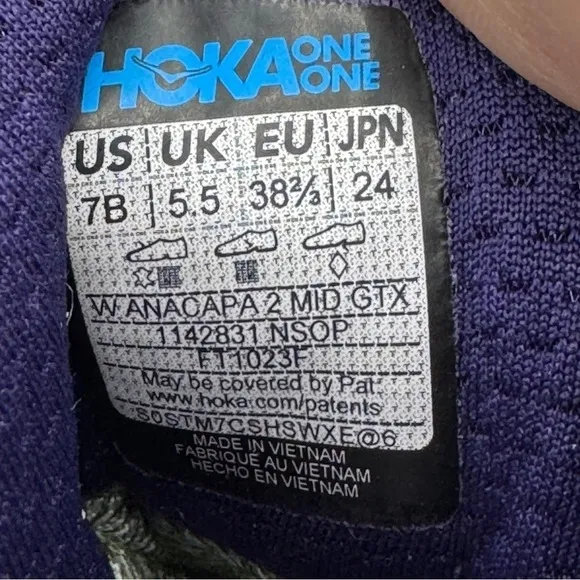 HOKA ONE ONE
US UK EU JPN
7B 5.5 38⅔ 24
W ANACAPA 2 MID GTX
1142831 NSOP
FT1023F
May be covered by Pat.
www.hoka.com/patents
S0STM7CSHSWXE@6
MADE IN VIETNAM
FABRIQUÉ AU VIETNAM
HECHO EN VIETNAM